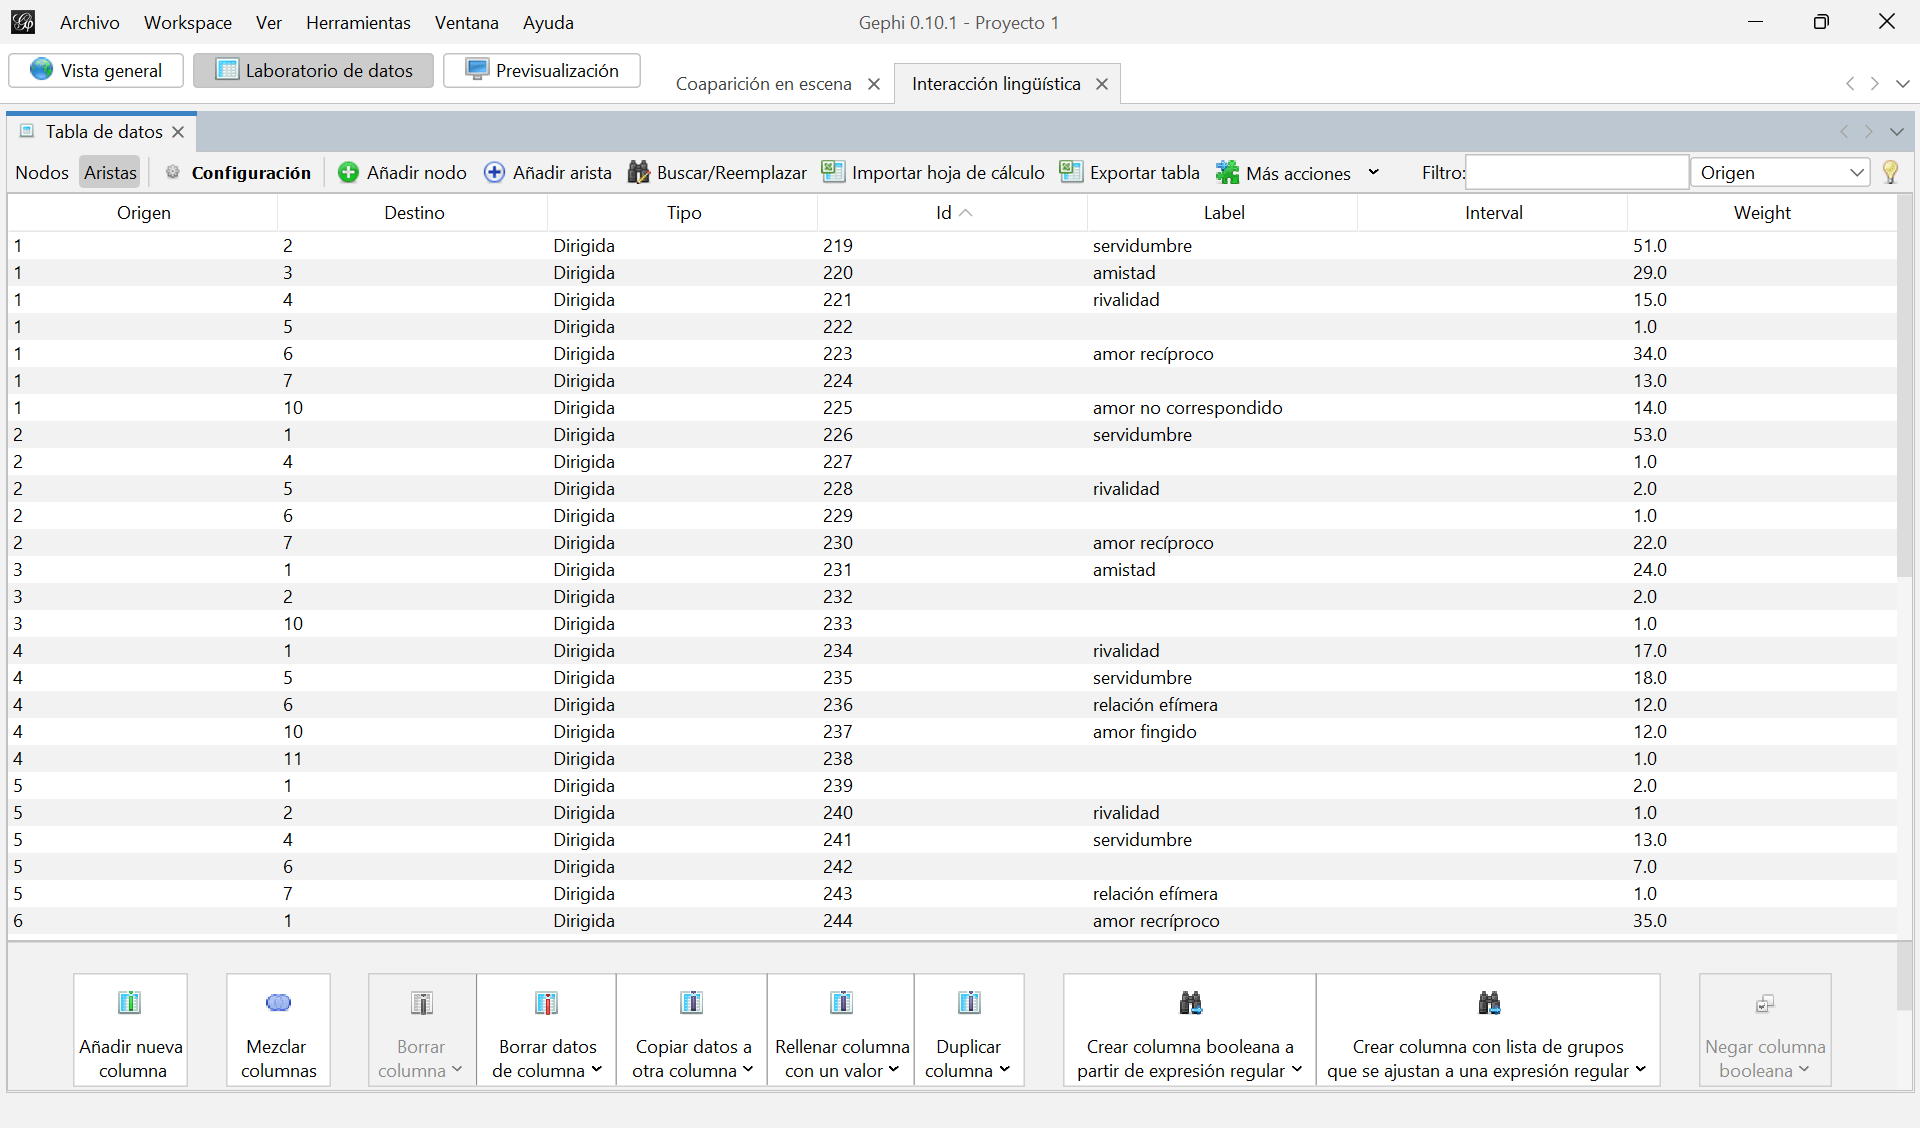 Archivo Workspace Ver Herramientas Ventana Ayuda Gephi 0.10.1 - Proyecto 1
Vista general Laboratorio de datos Previsualización Coaparición en escena Interacción lingüística
Tabla de datos
Nodos Aristas Configuración Añadir nodo Añadir arista Buscar/Reemplazar Importar hoja de cálculo Exportar tabla Más acciones Filtro: Origen
Origen Destino Tipo Id Label Interval Weight
1 2 Dirigida 219 servidumbre 51.0
1 3 Dirigida 220 amistad 29.0
1 4 Dirigida 221 rivalidad 15.0
1 5 Dirigida 222 1.0
1 6 Dirigida 223 amor recíproco 34.0
1 7 Dirigida 224 13.0
1 10 Dirigida 225 amor no correspondido 14.0
2 1 Dirigida 226 servidumbre 53.0
2 4 Dirigida 227 1.0
2 5 Dirigida 228 rivalidad 2.0
2 6 Dirigida 229 1.0
2 7 Dirigida 230 amor recíproco 22.0
3 1 Dirigida 231 amistad 24.0
3 2 Dirigida 232 2.0
3 10 Dirigida 233 1.0
4 1 Dirigida 234 rivalidad 17.0
4 5 Dirigida 235 servidumbre 18.0
4 6 Dirigida 236 relación efímera 12.0
4 10 Dirigida 237 amor fingido 12.0
4 11 Dirigida 238 1.0
5 1 Dirigida 239 2.0
5 2 Dirigida 240 rivalidad 1.0
5 4 Dirigida 241 servidumbre 13.0
5 6 Dirigida 242 7.0
5 7 Dirigida 243 relación efímera 1.0
6 1 Dirigida 244 amor recríproco 35.0
Añadir nueva columna
Mezclar columnas
Borrar columna
Borrar datos de columna
Copiar datos a otra columna
Rellenar columna con un valor
Duplicar columna
Crear columna booleana a partir de expresión regular
Crear columna con lista de grupos que se ajustan a una expresión regular
Negar columna booleana